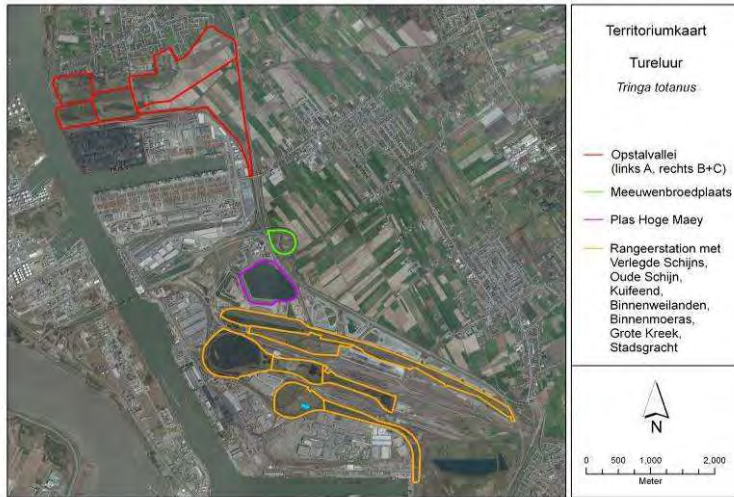 Territoriumkaart
Tureluur
Tringa totanus
Opstalvallei
(links A, rechts B+C)
Meeuwenbroedplaats
Plas Hoge Maey
Rangeerstation met
Verlegde Schijns,
Oude Schijn,
Kuifeend,
Binnenweilanden,
Binnenmoeras,
Grote Kreek,
Stadsgracht
N
0 500 1,000 2,000
Meter